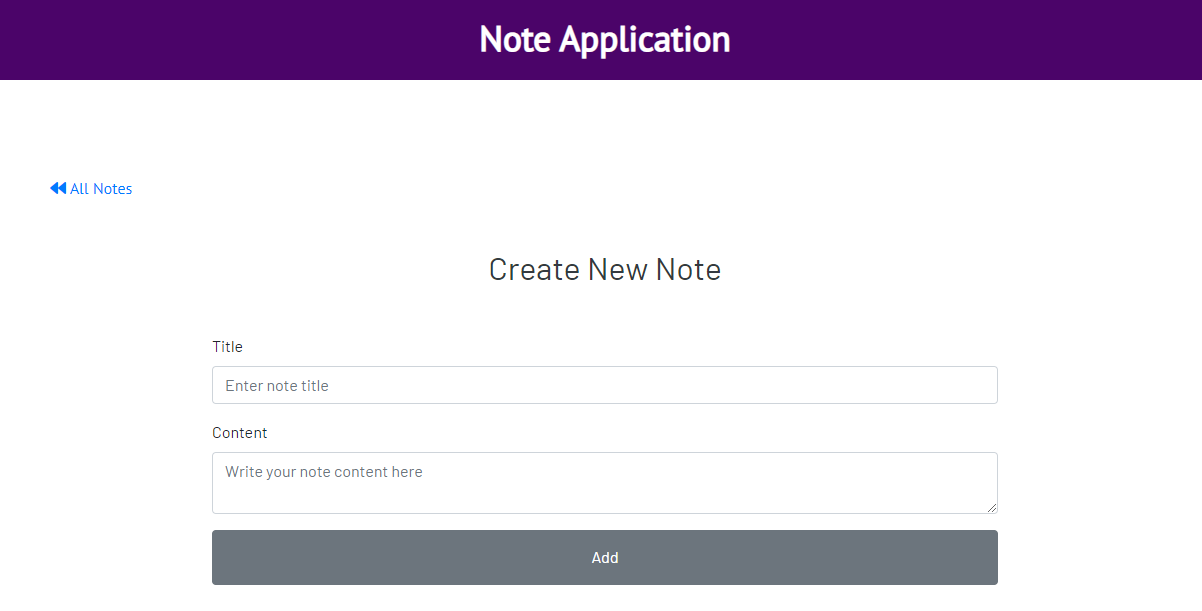 Note Application
All Notes
Create New Note
Title
Enter note title
Content
Write your note content here
Add